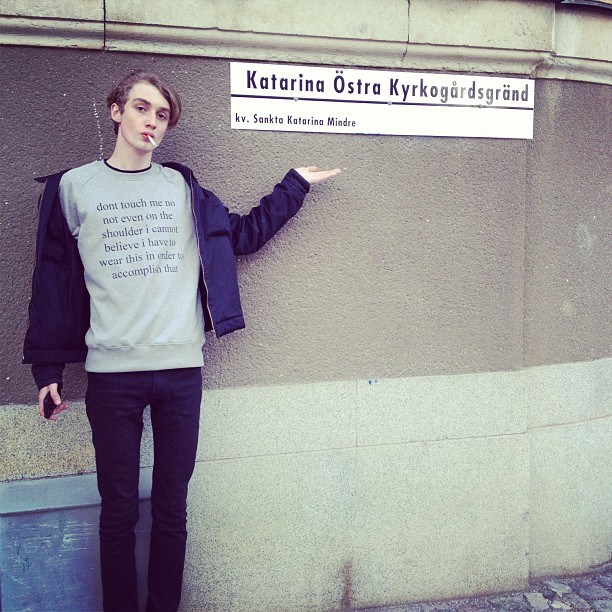 Katarina Östra Kyrkogårdsgränd
kv. Sankta Katarina Mindre
dont touch me no
not even on the
shoulder i cannot
believe i have to
wear this in order to
accomplish that